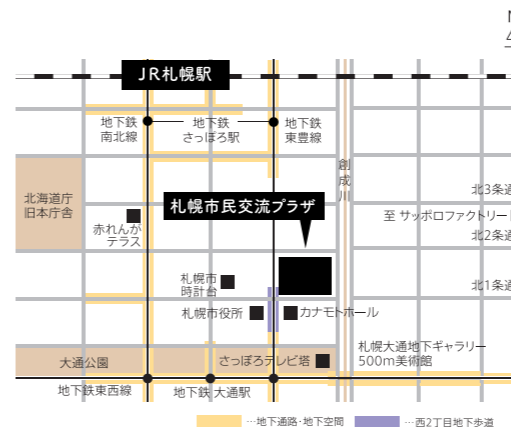 JR札幌駅
地下鉄
南北線
地下鉄
さっぽろ駅
地下鉄
東豊線
創成川
北海道庁
旧本庁舎
赤れんが
テラス
札幌市民交流プラザ
北3条通
至 サッポロファクトリー
北2条通
札幌市
時計台
北1条通
札幌市役所
カナモトホール
札幌大通地下ギャラリー
500m美術館
大通公園
さっぽろテレビ塔
地下鉄東西線
地下鉄 大通駅
…地下通路・地下空間
…西2丁目地下歩道